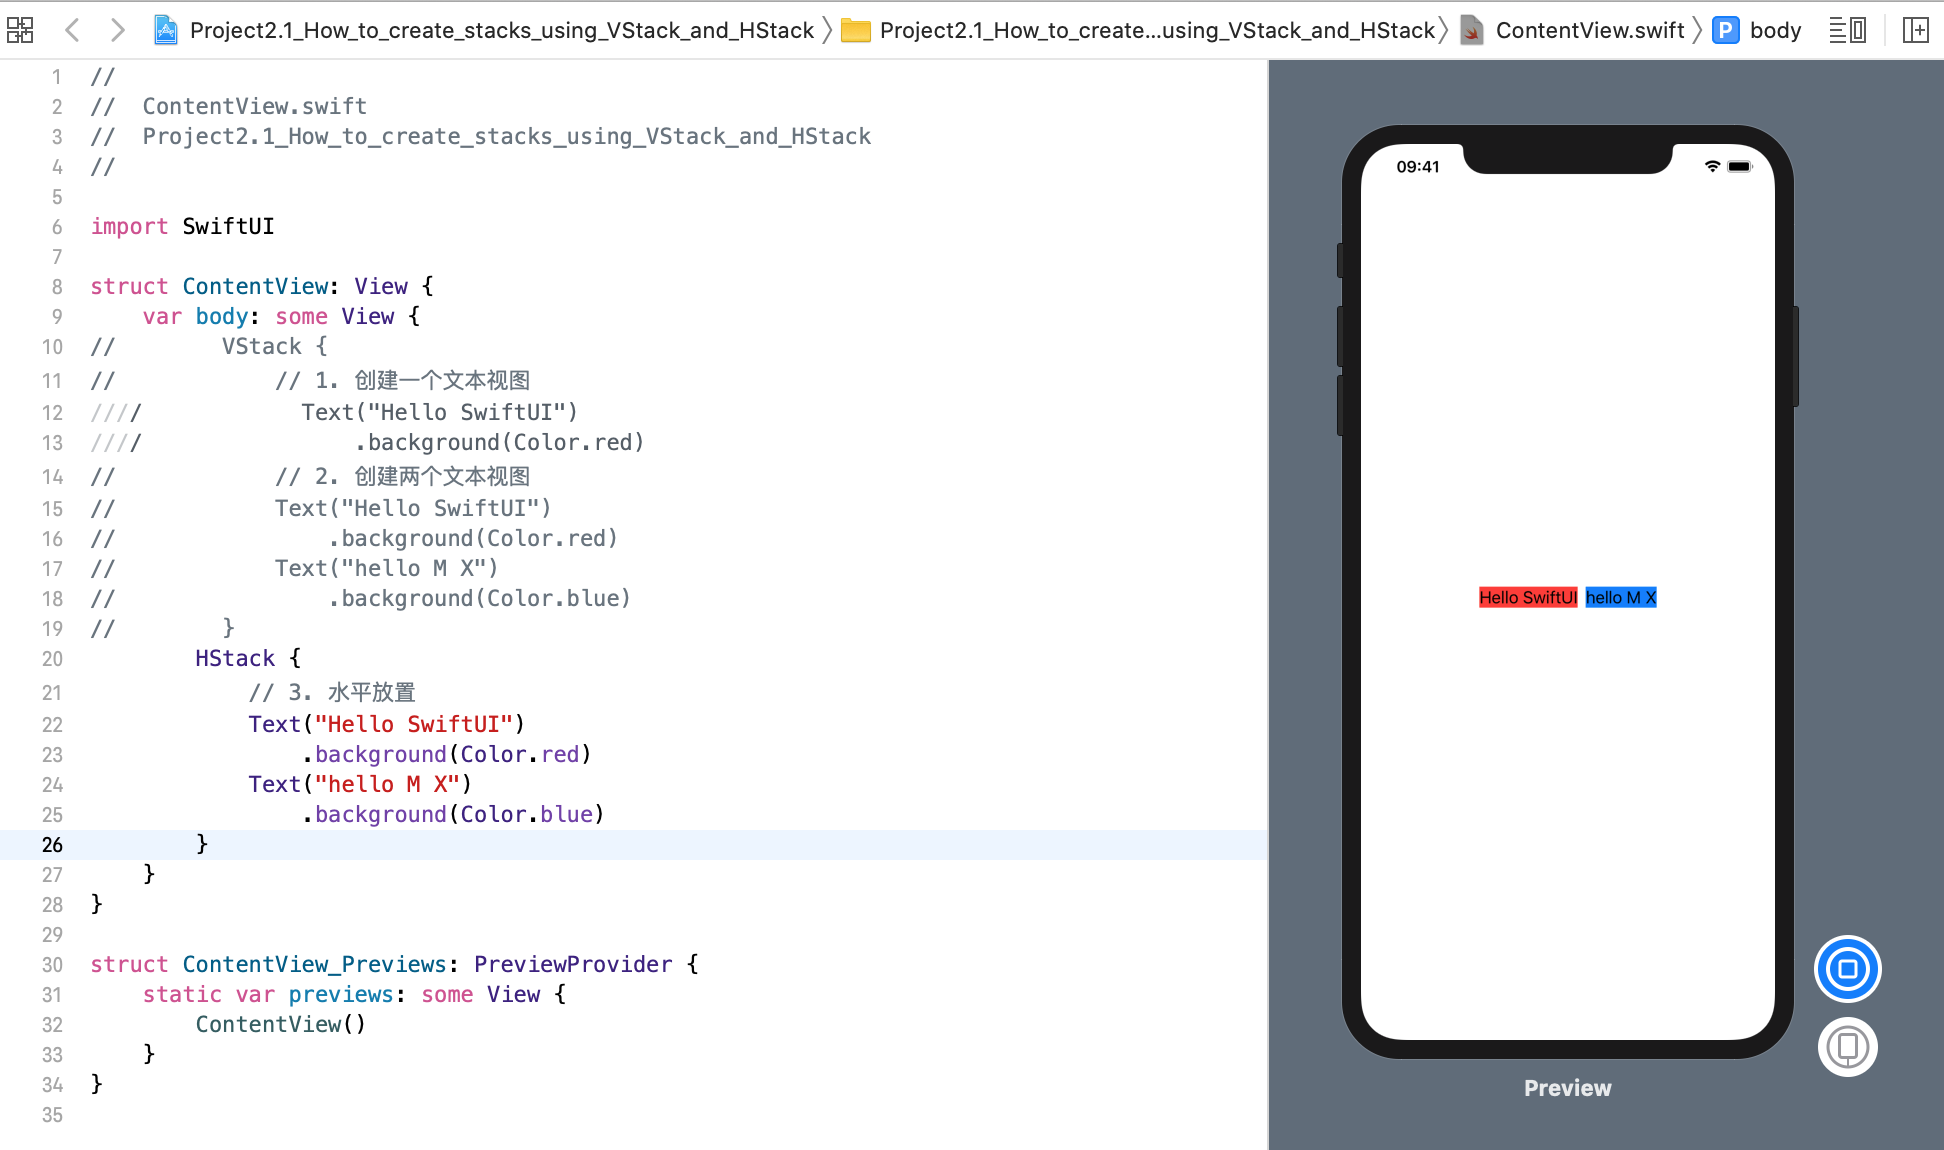 Project2.1_How_to_create_stacks_using_VStack_and_HStack Project2.1_How_to_create...using_VStack_and_HStack ContentView.swift P body
1 //
2 //  ContentView.swift
3 //  Project2.1_How_to_create_stacks_using_VStack_and_HStack
4 //
5
6 import SwiftUI
7
8 struct ContentView: View {
9     var body: some View {
10 //        VStack {
11 //            // 1. 创建一个文本视图
12 ////            Text("Hello SwiftUI")
13 ////                .background(Color.red)
14 //            // 2. 创建两个文本视图
15 //            Text("Hello SwiftUI")
16 //                .background(Color.red)
17 //            Text("hello M X")
18 //                .background(Color.blue)
19 //        }
20         HStack {
21             // 3. 水平放置
22             Text("Hello SwiftUI")
23                 .background(Color.red)
24             Text("hello M X")
25                 .background(Color.blue)
26         }
27     }
28 }
29
30 struct ContentView_Previews: PreviewProvider {
31     static var previews: some View {
32         ContentView()
33     }
34 }
35
09:41
Hello SwiftUI hello M X
Preview